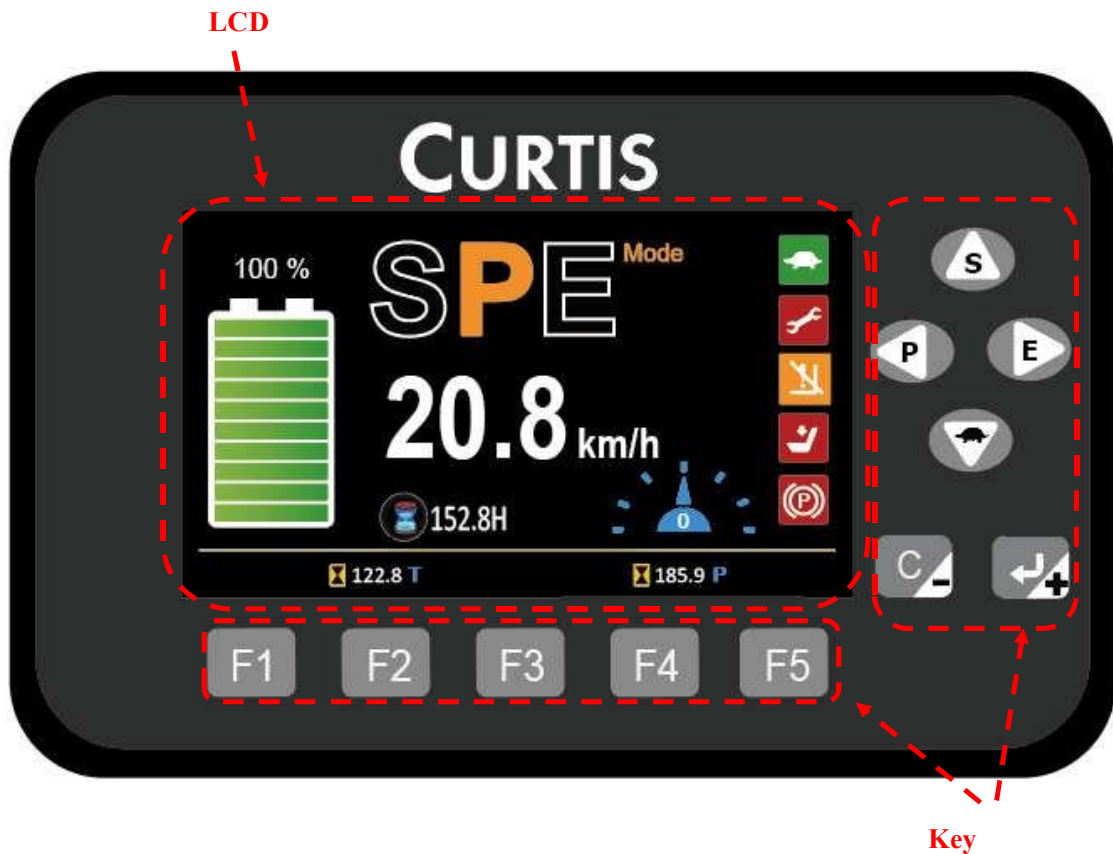 LCD
CURTIS
100 %
SPE Mode
20.8 km/h
152.8H
0
P
122.8 T
185.9 P
S
P
E
C -
+
F1
F2
F3
F4
F5
Key